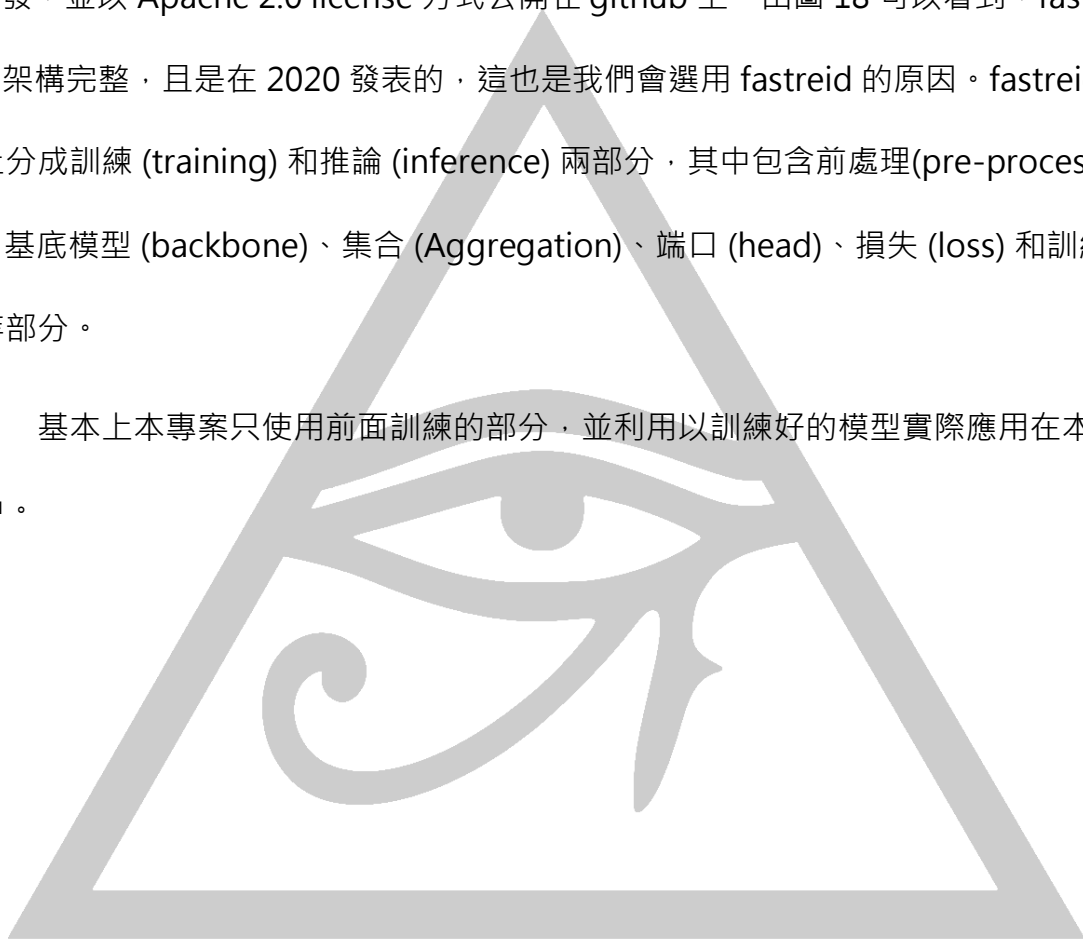 發，並以 Apache 2.0 license 方式公開在 github 上。由圖 18 可以看到，fast
架構完整，且是在 2020 發表的，這也是我們會選用 fastreid 的原因。fastrei
分成訓練 (training) 和推論 (inference) 兩部分，其中包含前處理(pre-proces
基底模型 (backbone)、集合 (Aggregation)、端口 (head)、損失 (loss) 和訓
部分。
基本上本專案只使用前面訓練的部分，並利用以訓練好的模型實際應用在本
。